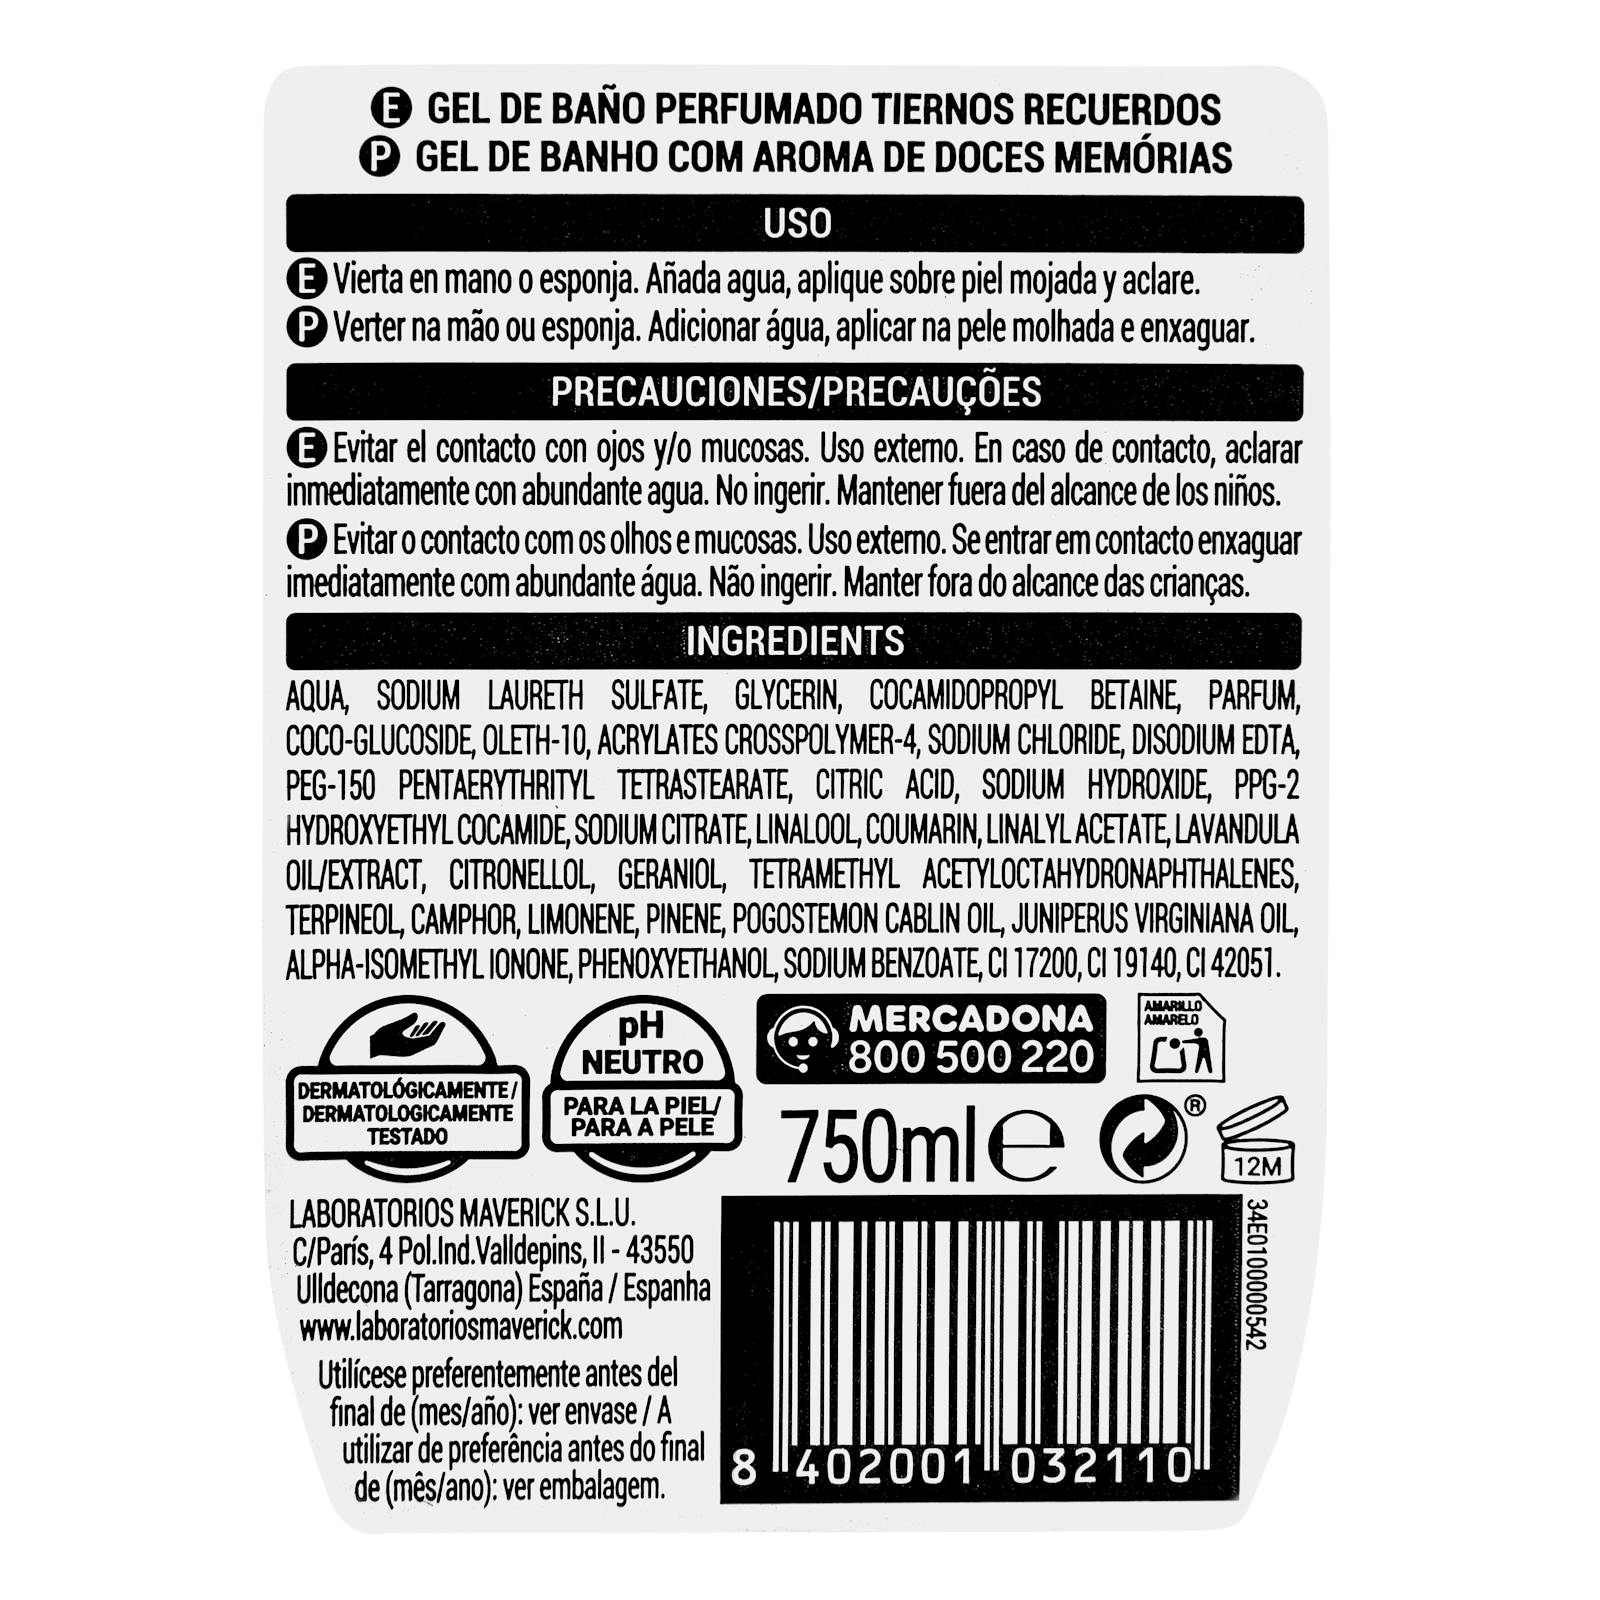 E GEL DE BAÑO PERFUMADO TIERNOS RECUERDOS
P GEL DE BANHO COM AROMA DE DOCES MEMÓRIAS
USO
E Vierta en mano o esponja. Añada agua, aplique sobre piel mojada y aclare.
P Verter na mão ou esponja. Adicionar água, aplicar na pele molhada e enxaguar.
PRECAUCIONES/PRECAUÇÕES
E Evitar el contacto con ojos y/o mucosas. Uso externo. En caso de contacto, aclarar
inmediatamente con abundante agua. No ingerir. Mantener fuera del alcance de los niños.
P Evitar o contacto com os olhos e mucosas. Uso externo. Se entrar em contacto enxaguar
imediatamente com abundante água. Não ingerir. Manter fora do alcance das crianças.
INGREDIENTS
AQUA, SODIUM LAURETH SULFATE, GLYCERIN, COCAMIDOPROPYL BETAINE, PARFUM,
COCO-GLUCOSIDE, OLETH-10, ACRYLATES CROSSPOLYMER-4, SODIUM CHLORIDE, DISODIUM EDTA,
PEG-150 PENTAERYTHRITYL TETRASTEARATE, CITRIC ACID, SODIUM HYDROXIDE, PPG-2
HYDROXYETHYL COCAMIDE, SODIUM CITRATE, LINALOOL, COUMARIN, LINALYL ACETATE, LAVANDULA
OIL/EXTRACT, CITRONELLOL, GERANIOL, TETRAMETHYL ACETYLOCTAHYDRONAPHTHALENES,
TERPINEOL, CAMPHOR, LIMONENE, PINENE, POGOSTEMON CABLIN OIL, JUNIPERUS VIRGINIANA OIL,
ALPHA-ISOMETHYL IONONE, PHENOXYETHANOL, SODIUM BENZOATE, CI 17200, CI 19140, CI 42051.
DERMATOLÓGICAMENTE/
DERMATOLOGICAMENTE
TESTADO
pH
NEUTRO
PARA LA PIEL/
PARA A PELE
MERCADONA
800 500 220
AMARILLO
AMARELO
750ml e
®
12M
LABORATORIOS MAVERICK S.L.U.
C/París, 4 Pol.Ind.Valldepins, II - 43550
Ulldecona (Tarragona) España / Espanha
www.laboratoriosmaverick.com
Utilícese preferentemente antes del
final de (mes/año): ver envase / A
utilizar de preferência antes do final
de (mês/ano): ver embalagem.
34E010000542
8 402001 032110